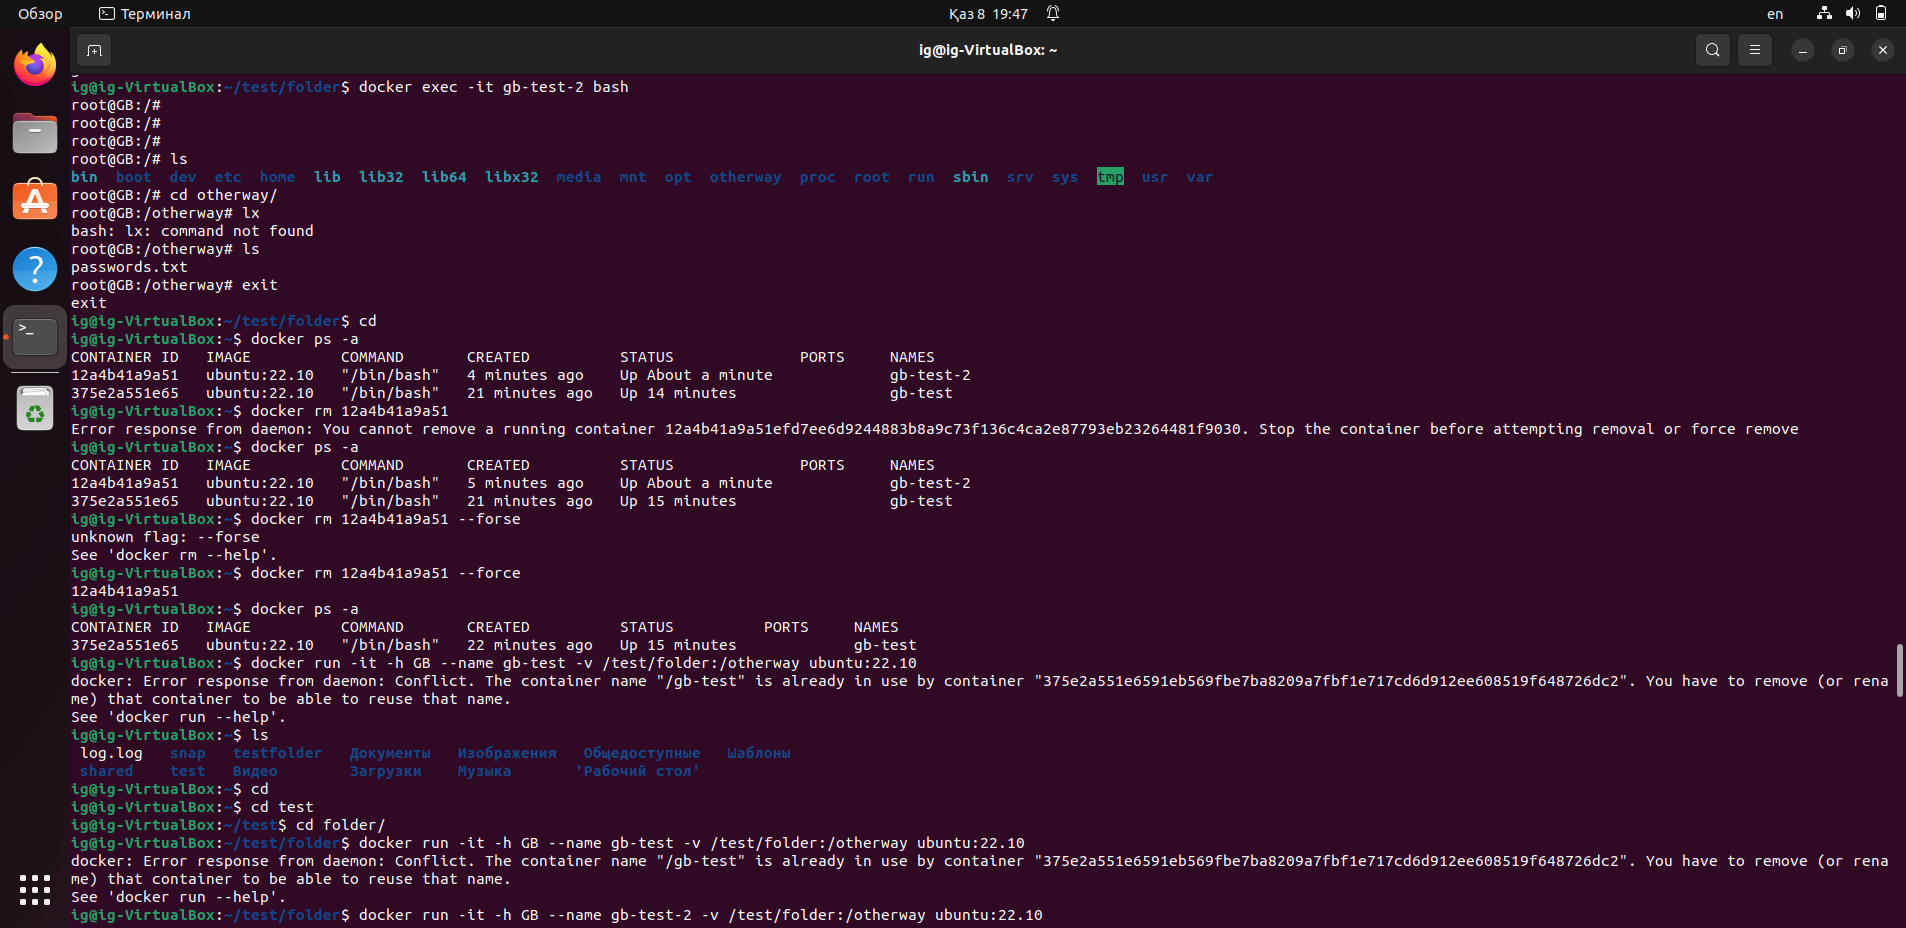 Обзор
Терминал
Қаз 8 19:47
en
ig@ig-VirtualBox: ~
ig@ig-VirtualBox:~/test/folder$ docker exec -it gb-test-2 bash
root@GB:/#
root@GB:/#
root@GB:/#
root@GB:/# ls
bin boot dev etc home lib lib32 lib64 libx32 media mnt opt otherway proc root run sbin srv sys tmp usr var
root@GB:/# cd otherway/
root@GB:/otherway# lx
bash: lx: command not found
root@GB:/otherway# ls
passwords.txt
root@GB:/otherway# exit
exit
ig@ig-VirtualBox:~/test/folder$ cd
ig@ig-VirtualBox:~$ docker ps -a
CONTAINER ID IMAGE COMMAND CREATED STATUS PORTS NAMES
12a4b41a9a51 ubuntu:22.10 "/bin/bash" 4 minutes ago Up About a minute gb-test-2
375e2a551e65 ubuntu:22.10 "/bin/bash" 21 minutes ago Up 14 minutes gb-test
ig@ig-VirtualBox:~$ docker rm 12a4b41a9a51
Error response from daemon: You cannot remove a running container 12a4b41a9a51efd7ee6d9244883b8a9c73f136c4ca2e87793eb23264481f9030. Stop the container before attempting removal or force remove
ig@ig-VirtualBox:~$ docker ps -a
CONTAINER ID IMAGE COMMAND CREATED STATUS PORTS NAMES
12a4b41a9a51 ubuntu:22.10 "/bin/bash" 5 minutes ago Up About a minute gb-test-2
375e2a551e65 ubuntu:22.10 "/bin/bash" 21 minutes ago Up 15 minutes gb-test
ig@ig-VirtualBox:~$ docker rm 12a4b41a9a51 --forse
unknown flag: --forse
See 'docker rm --help'.
ig@ig-VirtualBox:~$ docker rm 12a4b41a9a51 --force
12a4b41a9a51
ig@ig-VirtualBox:~$ docker ps -a
CONTAINER ID IMAGE COMMAND CREATED STATUS PORTS NAMES
375e2a551e65 ubuntu:22.10 "/bin/bash" 22 minutes ago Up 15 minutes gb-test
ig@ig-VirtualBox:~$ docker run -it -h GB --name gb-test -v /test/folder:/otherway ubuntu:22.10
docker: Error response from daemon: Conflict. The container name "/gb-test" is already in use by container "375e2a551e6591eb569fbe7ba8209a7fbf1e717cd6d912ee608519f648726dc2". You have to remove (or rena
me) that container to be able to reuse that name.
See 'docker run --help'.
ig@ig-VirtualBox:~$ ls
log.log snap testfolder Документы Изображения Общедоступные Шаблоны
shared test Видео Загрузки Музыка 'Рабочий стол'
ig@ig-VirtualBox:~$ cd
ig@ig-VirtualBox:~$ cd test
ig@ig-VirtualBox:~/test$ cd folder/
ig@ig-VirtualBox:~/test/folder$ docker run -it -h GB --name gb-test -v /test/folder:/otherway ubuntu:22.10
docker: Error response from daemon: Conflict. The container name "/gb-test" is already in use by container "375e2a551e6591eb569fbe7ba8209a7fbf1e717cd6d912ee608519f648726dc2". You have to remove (or rena
me) that container to be able to reuse that name.
See 'docker run --help'.
ig@ig-VirtualBox:~/test/folder$ docker run -it -h GB --name gb-test-2 -v /test/folder:/otherway ubuntu:22.10